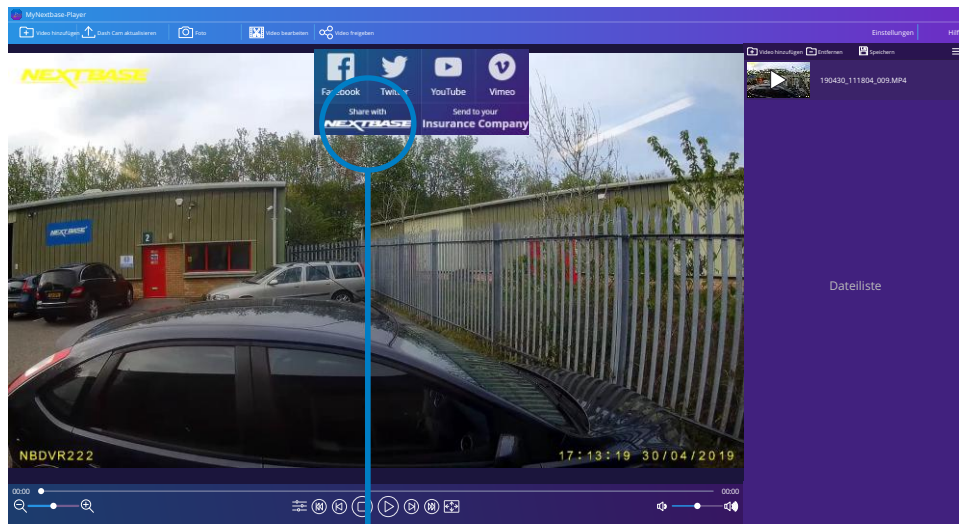 MyNextbase-Player
Video hinzufügen Dash Cam aktualisieren Foto Video bearbeiten Video freigeben Einstellungen Hilf
Video hinzufügen Entfernen Speichern
NEXTBASE
Facebook Twitter YouTube Vimeo
Share with
NEXTBASE
Send to your
Insurance Company
190430_111804_009.MP4
NEXTBASE
2
Dateiliste
NBDVR222 17:13:19 30/04/2019
00:00 00:00